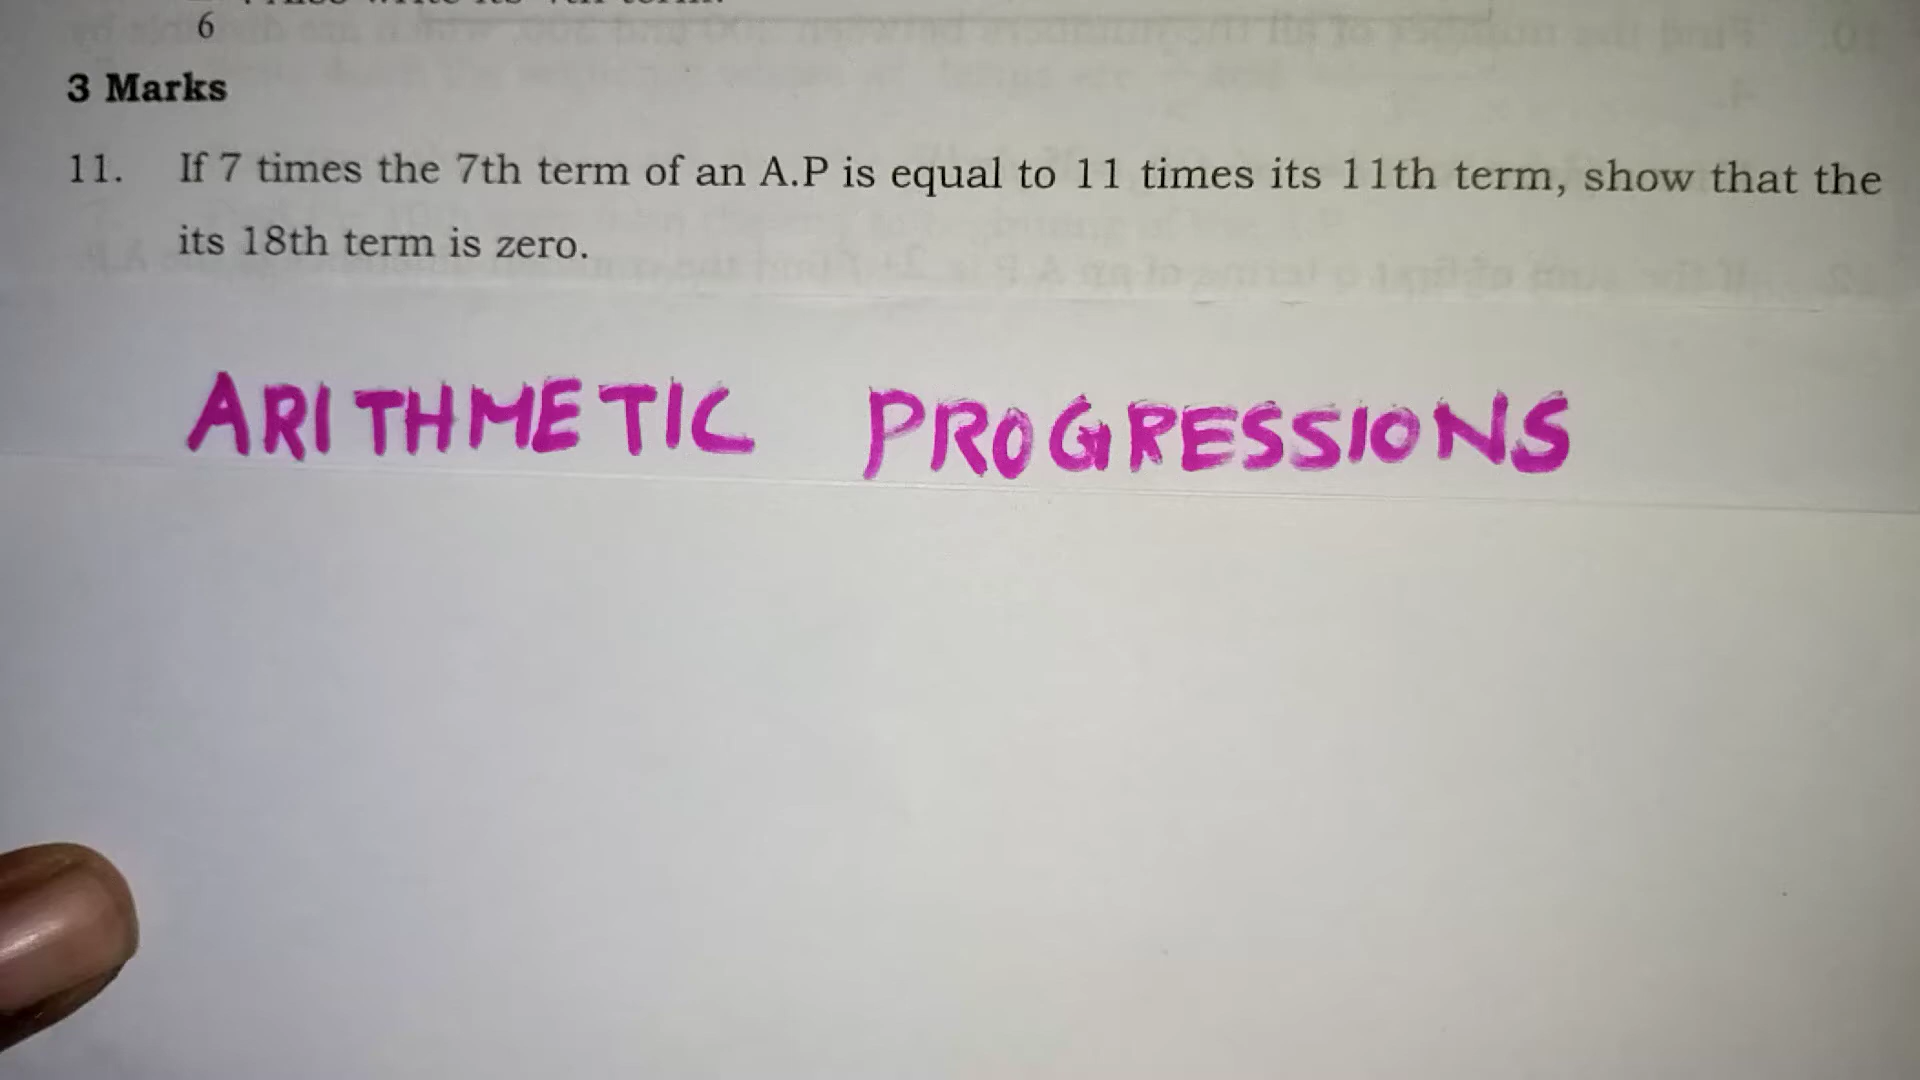 6
3 Marks
11. If 7 times the 7th term of an A.P is equal to 11 times its 11th term, show that the
its 18th term is zero.
ARITHMETIC PROGRESSIONS